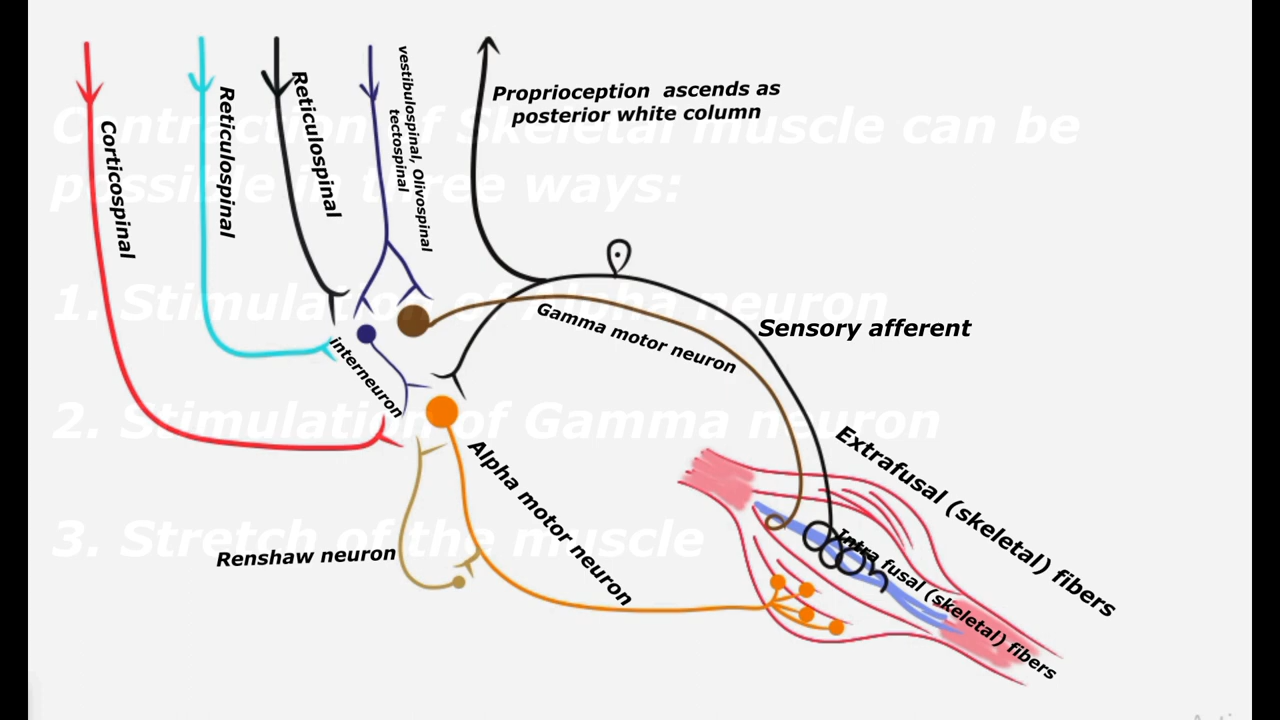 Contraction of Skeletal muscle can be
possible in three ways:
1. Stimulation of Alpha neuron
2. Stimulation of Gamma neuron
3. Stretch of the muscle
Corticospinal
Reticulospinal
Reticulospinal
vestibulospinal, Olivospinal
tectospinal
Proprioception ascends as
posterior white column
Gamma motor neuron
Sensory afferent
interneuron
Alpha motor neuron
Renshaw neuron
Extrafusal (skeletal) fibers
Intra fusal (skeletal) fibers